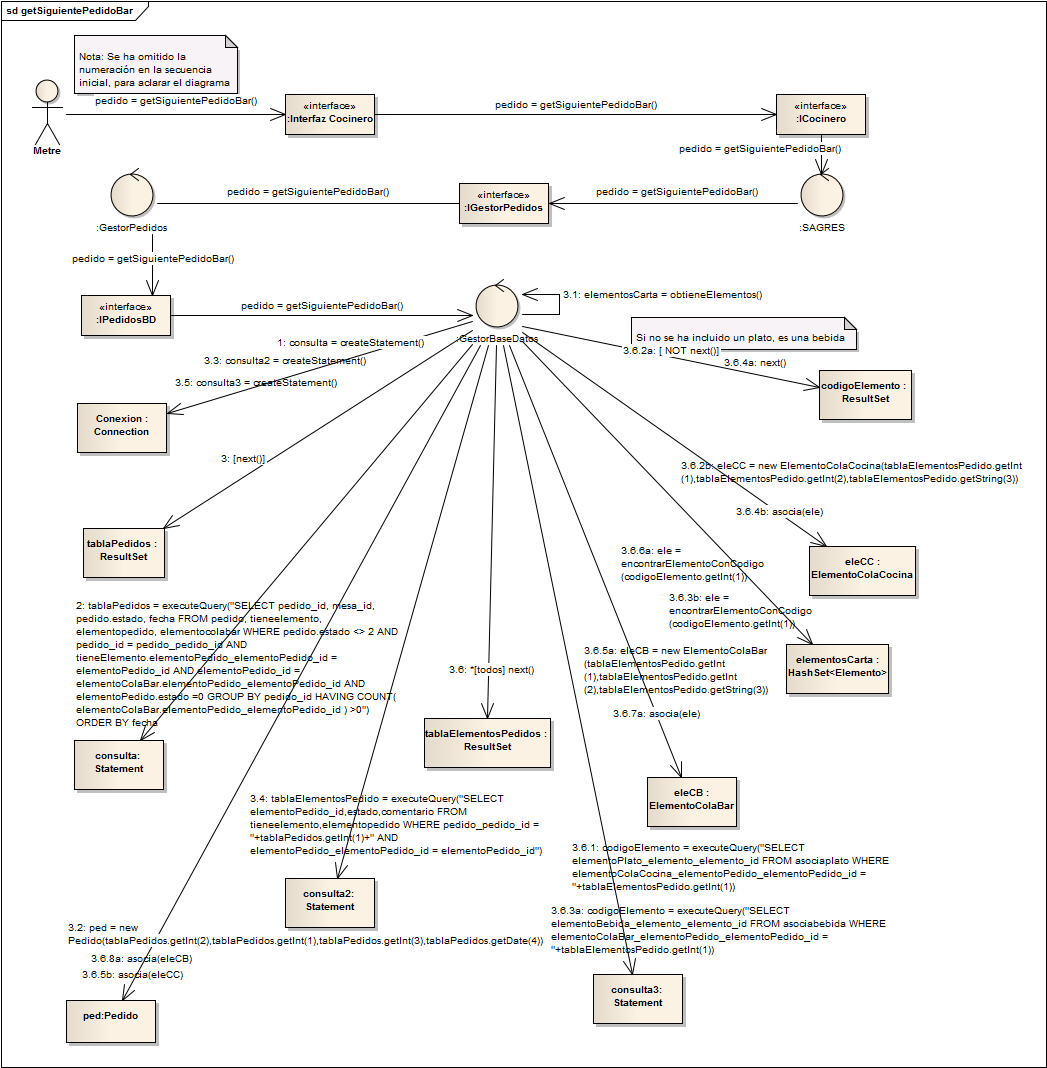 sd getSiguientePedidoBar
Nota: Se ha omitido la
numeración en la secuencia
inicial, para aclarar el diagrama
pedido = getSiguientePedidoBar()
Metre
«interface»
:Interfaz Cocinero
pedido = getSiguientePedidoBar()
«interface»
:ICocinero
pedido = getSiguientePedidoBar()
:SAGRES
pedido = getSiguientePedidoBar()
«interface»
:IGestorPedidos
pedido = getSiguientePedidoBar()
:GestorPedidos
pedido = getSiguientePedidoBar()
«interface»
:IPedidosBD
pedido = getSiguientePedidoBar()
:GestorBaseDatos
3.1: elementosCarta = obtieneElementos()
Si no se ha incluido un plato, es una bebida
3.6.2a: [ NOT next()]
3.6.4a: next()
codigoElemento :
ResultSet
1: consulta = createStatement()
3.3: consulta2 = createStatement()
3.5: consulta3 = createStatement()
Conexion :
Connection
3: [next()]
tablaPedidos :
ResultSet
3.6.2b: eleCC = new ElementoColaCocina(tablaElementosPedido.getInt
(1),tablaElementosPedido.getInt(2),tablaElementosPedido.getString(3))
3.6.4b: asocia(ele)
eleCC :
ElementoColaCocina
3.6.6a: ele =
encontrarElementoConCodigo
(codigoElemento.getInt(1))
3.6.3b: ele =
encontrarElementoConCodigo
(codigoElemento.getInt(1))
elementosCarta :
HashSet<Elemento>
2: tablaPedidos = executeQuery("SELECT pedido_id, mesa_id,
pedido.estado, fecha FROM pedido, tieneelemento,
elementopedido, elementocolabar WHERE pedido.estado <> 2 AND
pedido_id = pedido_pedido_id AND
tieneElemento.elementoPedido_elementoPedido_id =
elementoPedido_id AND elementoPedido_id =
elementoColaBar.elementoPedido_elementoPedido_id AND
elementoPedido.estado =0 GROUP BY pedido_id HAVING COUNT(
elementoColaBar.elementoPedido_elementoPedido_id ) >0")
ORDER BY fecha
consulta:
Statement
3.6: *[todos] next()
tablaElementosPedidos :
ResultSet
3.6.5a: eleCB = new ElementoColaBar
(tablaElementosPedido.getInt
(1),tablaElementosPedido.getInt
(2),tablaElementosPedido.getString(3))
3.6.7a: asocia(ele)
eleCB :
ElementoColaBar
3.4: tablaElementosPedido = executeQuery("SELECT
elementoPedido_id,estado,comentario FROM
tieneelemento,elementopedido WHERE pedido_pedido_id =
"+tablaPedidos.getInt(1)+" AND
elementoPedido_elementoPedido_id = elementoPedido_id")
consulta2:
Statement
3.6.1: codigoElemento = executeQuery("SELECT
elementoPlato_elemento_elemento_id FROM asociaplato WHERE
elementoColaCocina_elementoPedido_elementoPedido_id =
"+tablaElementosPedido.getInt(1))
3.6.3a: codigoElemento = executeQuery("SELECT
elementoBebida_elemento_elemento_id FROM asociabebida WHERE
elementoColaBar_elementoPedido_elementoPedido_id =
"+tablaElementosPedido.getInt(1))
consulta3:
Statement
3.2: ped = new
Pedido(tablaPedidos.getInt(2),tablaPedidos.getInt(1),tablaPedidos.getInt(3),tablaPedidos.getDate(4))
3.6.8a: asocia(eleCB)
3.6.5b: asocia(eleCC)
ped:Pedido